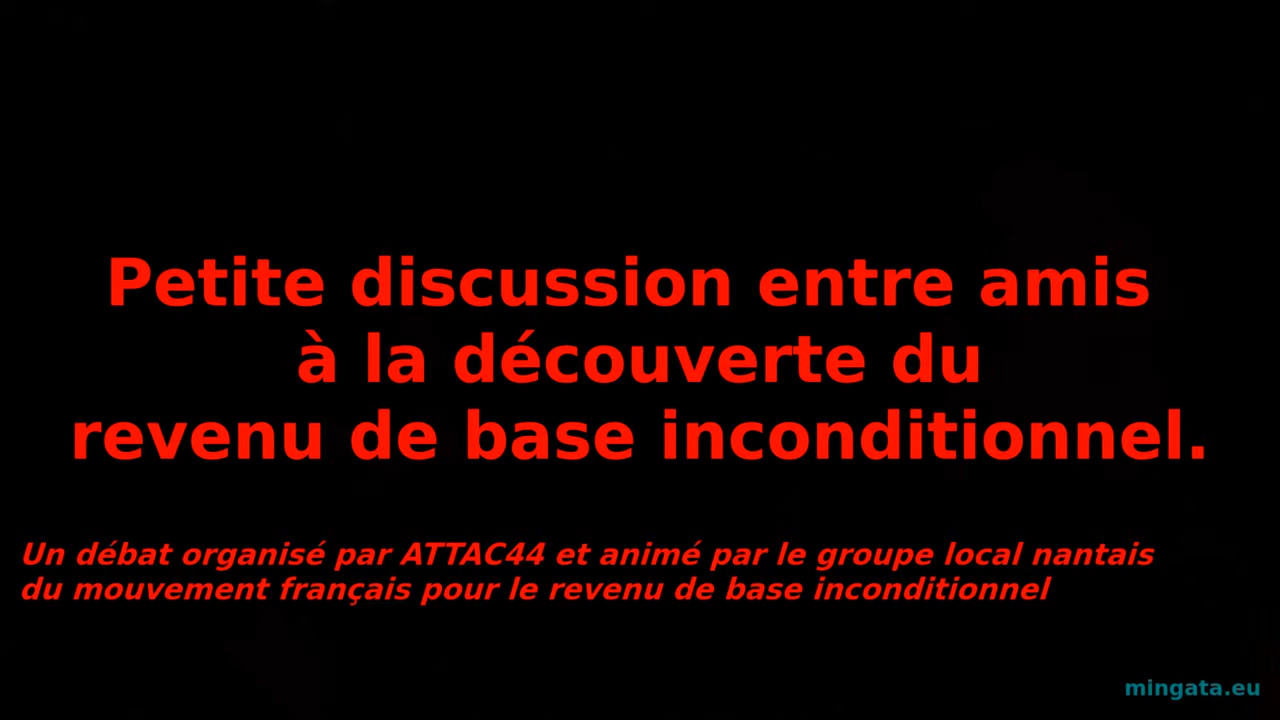 Petite discussion entre amis
à la découverte du
revenu de base inconditionnel.
Un débat organisé par ATTAC44 et animé par le groupe local nantais
du mouvement français pour le revenu de base inconditionnel
mingata.eu